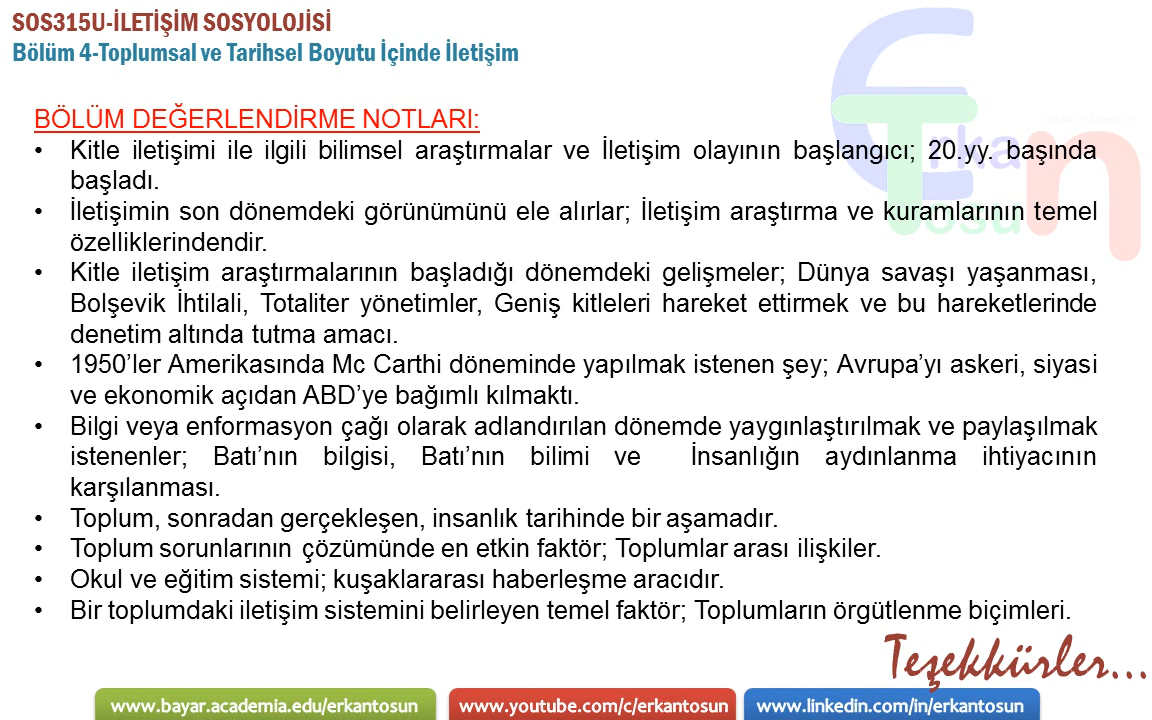 SOS315U-İLETİŞİM SOSYOLOJİSİ
Bölüm 4-Toplumsal ve Tarihsel Boyutu İçinde İletişim
Erkan
Tosun
BÖLÜM DEĞERLENDİRME NOTLARI:
• Kitle iletişimi ile ilgili bilimsel araştırmalar ve İletişim olayının başlangıcı; 20.yy. başında
başladı.
• İletişimin son dönemdeki görünümünü ele alırlar; İletişim araştırma ve kuramlarının temel
özelliklerindendir.
• Kitle iletişim araştırmalarının başladığı dönemdeki gelişmeler; Dünya savaşı yaşanması,
Bolşevik İhtilali, Totaliter yönetimler, Geniş kitleleri hareket ettirmek ve bu hareketlerinde
denetim altında tutma amacı.
• 1950’ler Amerikasında Mc Carthi döneminde yapılmak istenen şey; Avrupa’yı askeri, siyasi
ve ekonomik açıdan ABD’ye bağımlı kılmaktı.
• Bilgi veya enformasyon çağı olarak adlandırılan dönemde yaygınlaştırılmak ve paylaşılmak
istenenler; Batı’nın bilgisi, Batı’nın bilimi ve İnsanlığın aydınlanma ihtiyacının
karşılanması.
• Toplum, sonradan gerçekleşen, insanlık tarihinde bir aşamadır.
• Toplum sorunlarının çözümünde en etkin faktör; Toplumlar arası ilişkiler.
• Okul ve eğitim sistemi; kuşaklararası haberleşme aracıdır.
• Bir toplumdaki iletişim sistemini belirleyen temel faktör; Toplumların örgütlenme biçimleri.
Teşekkürler...
www.bayar.academia.edu/erkantosun
www.youtube.com/c/erkantosun
www.linkedin.com/in/erkantosun